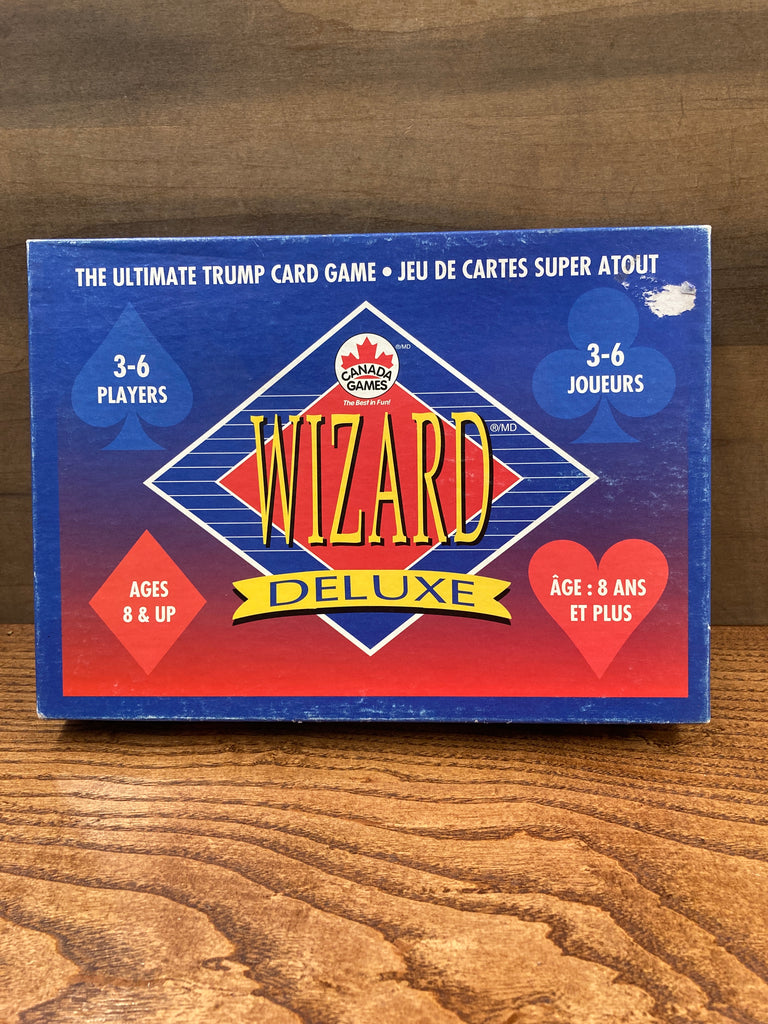 THE ULTIMATE TRUMP CARD GAME • JEU DE CARTES SUPER ATOUT
3-6
PLAYERS
CANADA
GAMES
®/MD
The Best in Fun!
3-6
JOUEURS
WIZARD
®/MD
DELUXE
AGES
8 & UP
ÂGE : 8 ANS
ET PLUS